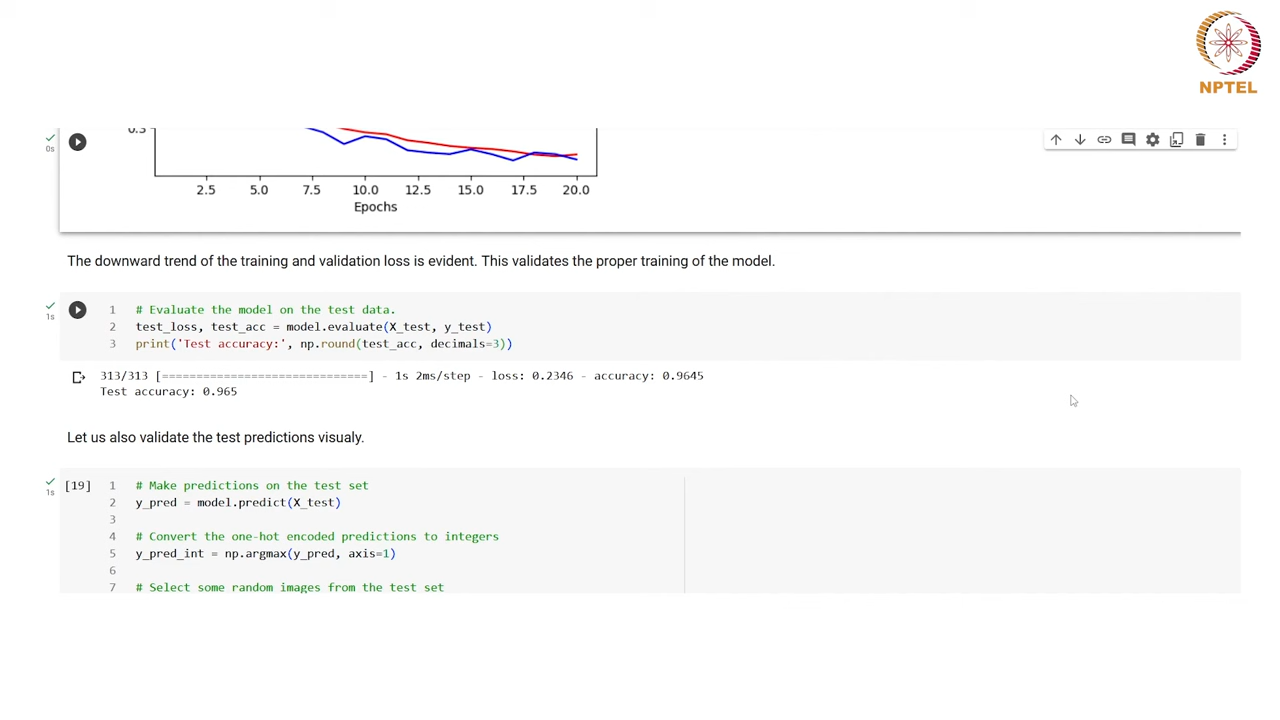 NPTEL
0s
2.5 5.0 7.5 10.0 12.5 15.0 17.5 20.0
Epochs
The downward trend of the training and validation loss is evident. This validates the proper training of the model.
1s
1 # Evaluate the model on the test data.
2 test_loss, test_acc = model.evaluate(X_test, y_test)
3 print('Test accuracy:', np.round(test_acc, decimals=3))
313/313 [==============================] - 1s 2ms/step - loss: 0.2346 - accuracy: 0.9645
Test accuracy: 0.965
Let us also validate the test predictions visualy.
1s
[19] 1 # Make predictions on the test set
2 y_pred = model.predict(X_test)
3
4 # Convert the one-hot encoded predictions to integers
5 y_pred_int = np.argmax(y_pred, axis=1)
6
7 # Select some random images from the test set